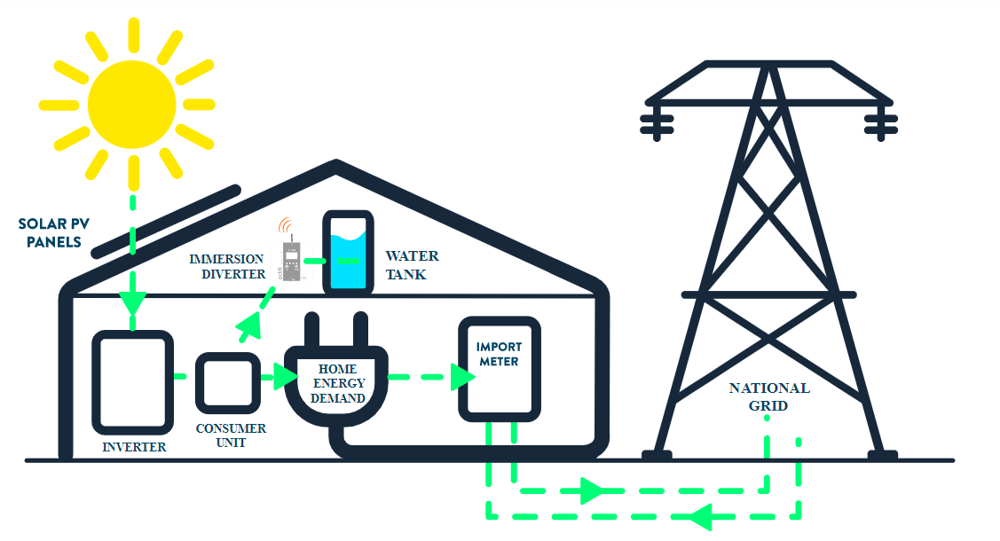 SOLAR PV
PANELS
IMMERSION
DIVERTER
WATER
TANK
HOME
ENERGY
DEMAND
IMPORT
METER
INVERTER
CONSUMER
UNIT
NATIONAL
GRID